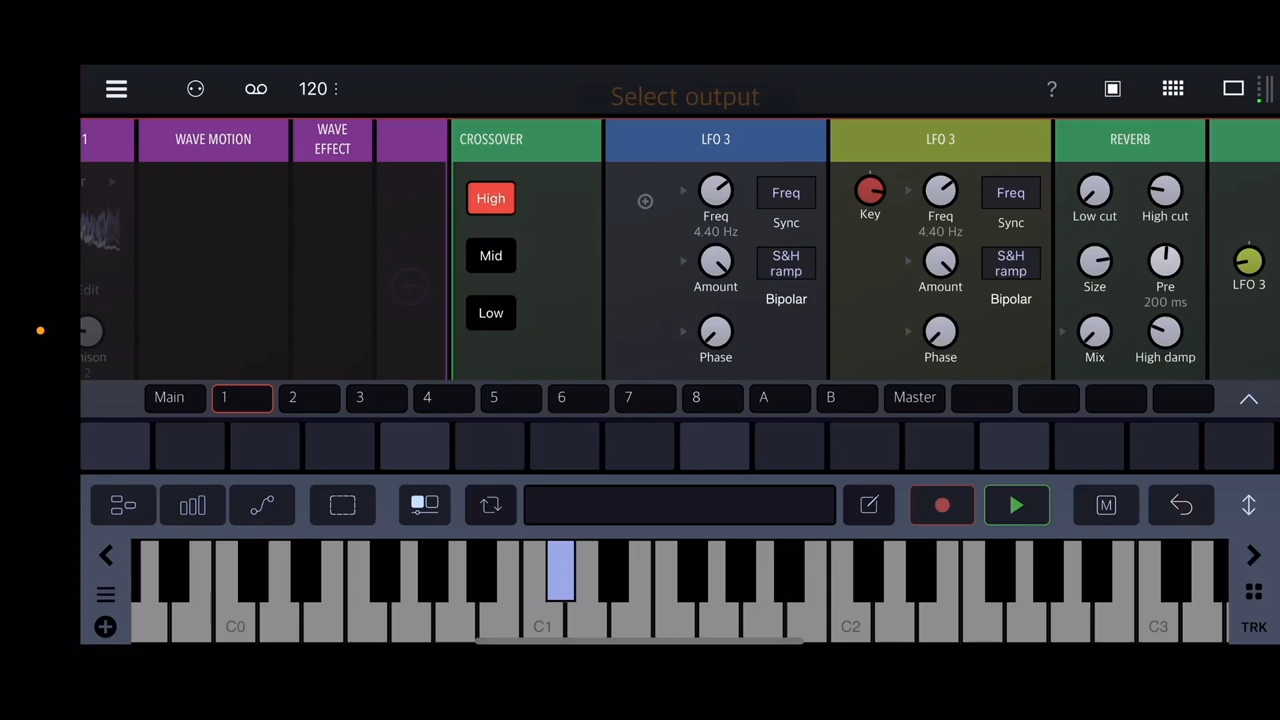 120 :
Select output
?
1
WAVE MOTION
WAVE
EFFECT
CROSSOVER
LFO 3
LFO 3
REVERB
High
Mid
Low
Freq
4.40 Hz
Freq
Sync
Amount
S&H
ramp
Bipolar
Phase
Key
Freq
4.40 Hz
Freq
Sync
Amount
S&H
ramp
Bipolar
Phase
Low cut
High cut
Size
Pre
200 ms
Mix
High damp
LFO 3
Edit
nison
2
Main
1
2
3
4
5
6
7
8
A
B
Master
M
C0
C1
C2
C3
TRK